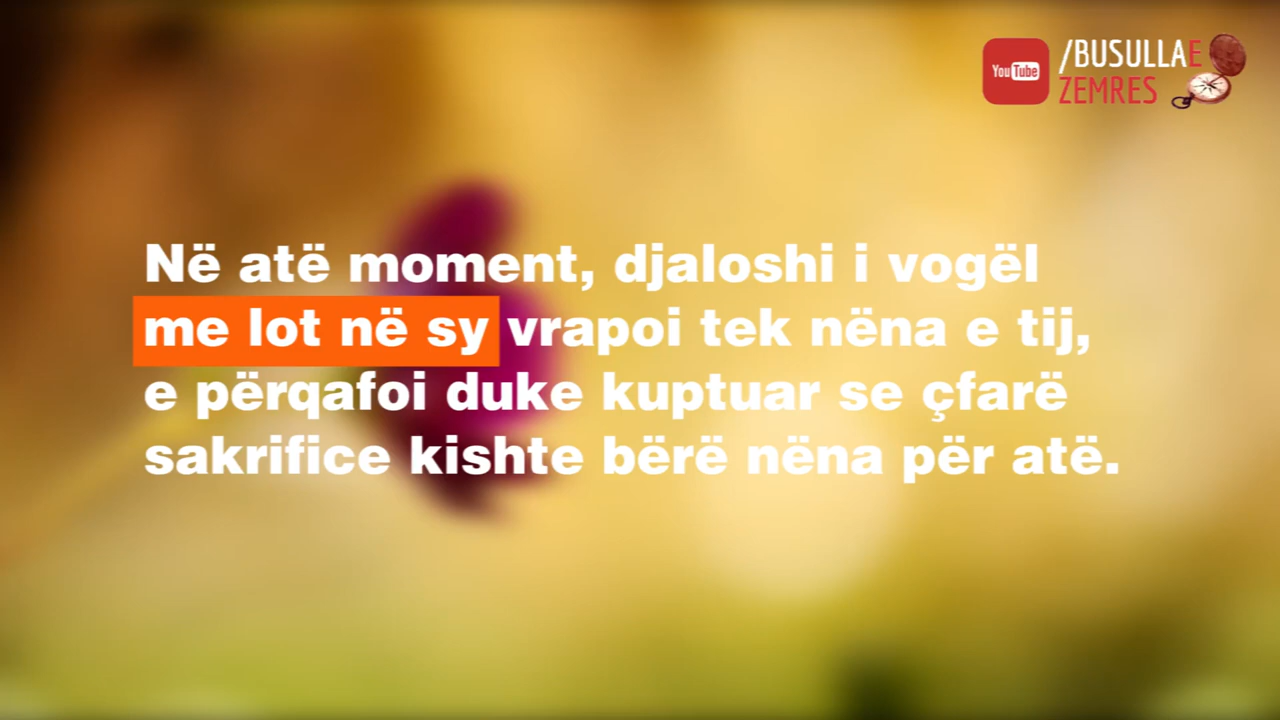 YouTube
/BUSULLAE
ZEMRES
Në atë moment, djaloshi i vogël
me lot në sy vrapoi tek nëna e tij,
e përqafoi duke kuptuar se çfarë
sakrifice kishte bërë nëna për atë.